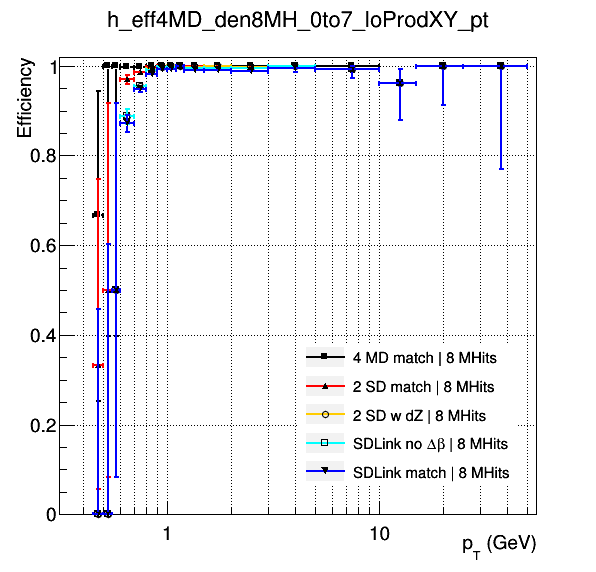 h_eff4MD_den8MH_0to7_loProdXY_pt
Efficiency
1
0.8
0.6
0.4
0.2
0
4 MD match | 8 MHits
2 SD match | 8 MHits
2 SD w dZ | 8 MHits
SDLink no Δβ | 8 MHits
SDLink match | 8 MHits
1
10
p_T (GeV)